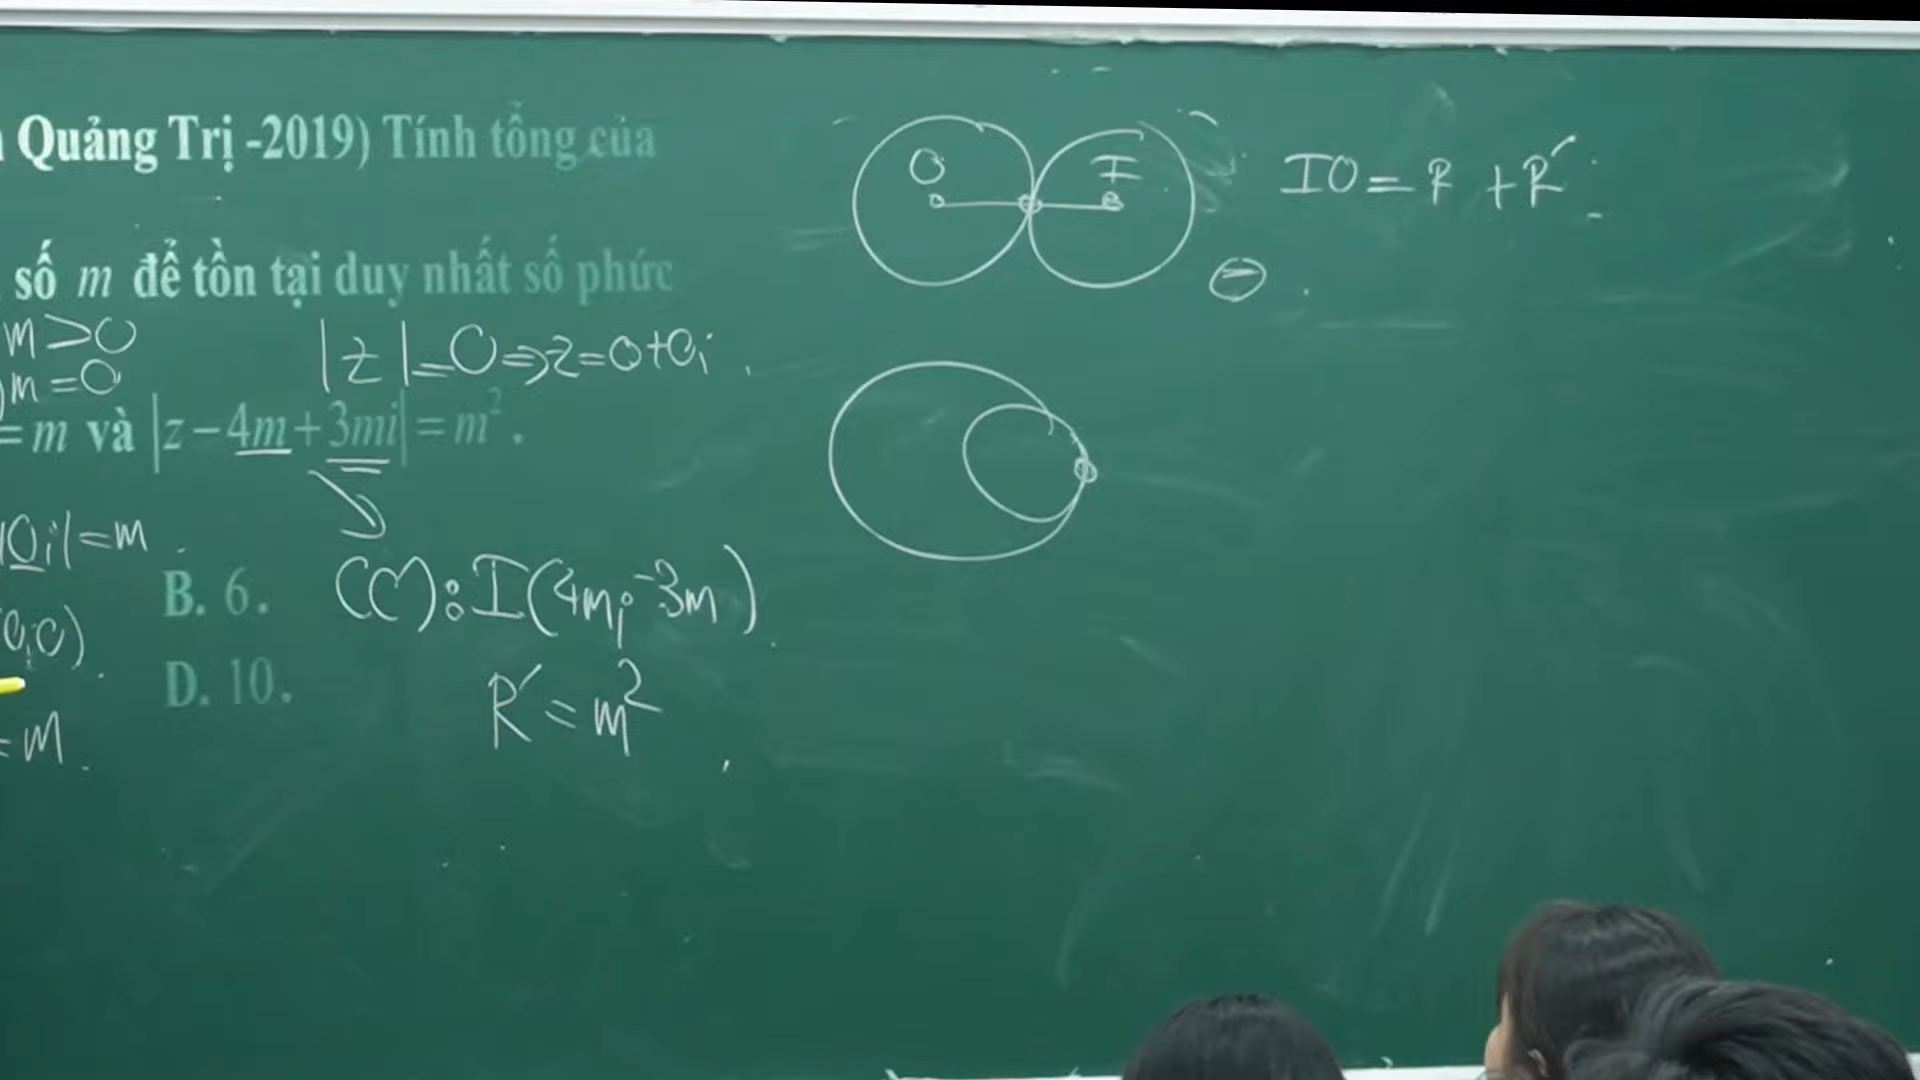 Quảng Trị -2019) Tính tổng của
số m để tồn tại duy nhất số phức
m > 0
m = 0
|z| = 0 => z = 0 + 0i
= m và |z − 4m + 3mi| = m².
0i| = m
B. 6.
(C'): I(4m; -3m)
0;0)
D. 10.
R' = m²
= m
O
I
IO = R + R'